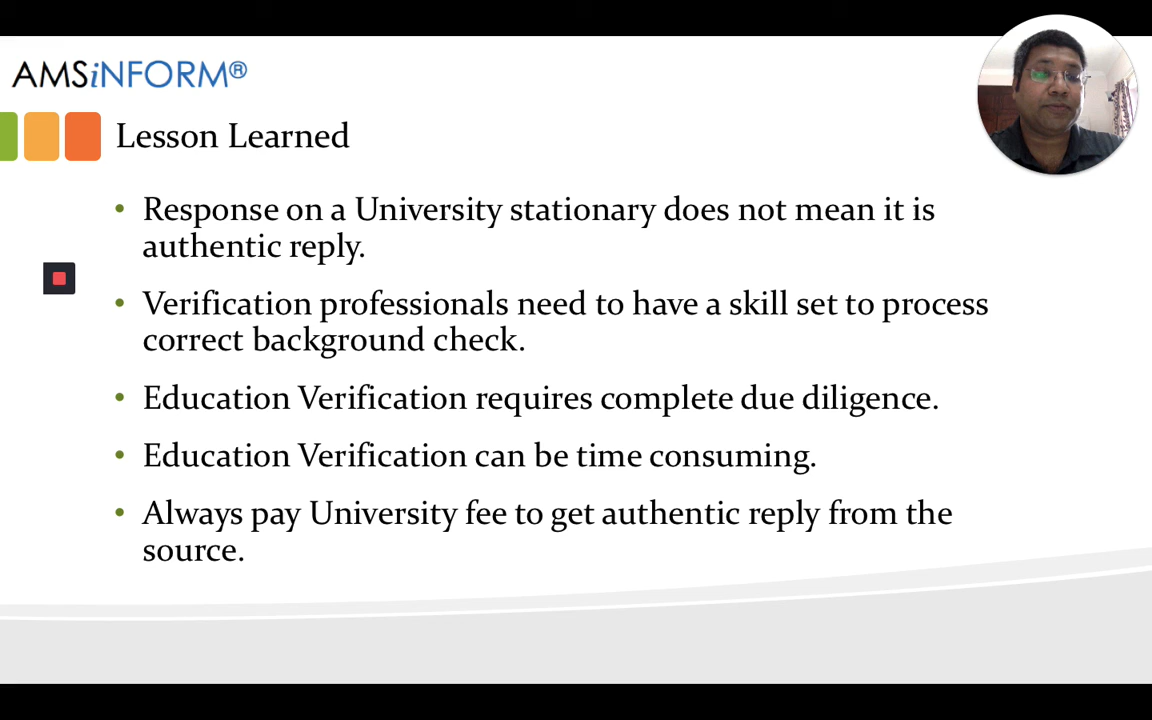 AMSiNFORM®
Lesson Learned
• Response on a University stationary does not mean it is
authentic reply.
• Verification professionals need to have a skill set to process
correct background check.
• Education Verification requires complete due diligence.
• Education Verification can be time consuming.
• Always pay University fee to get authentic reply from the
source.